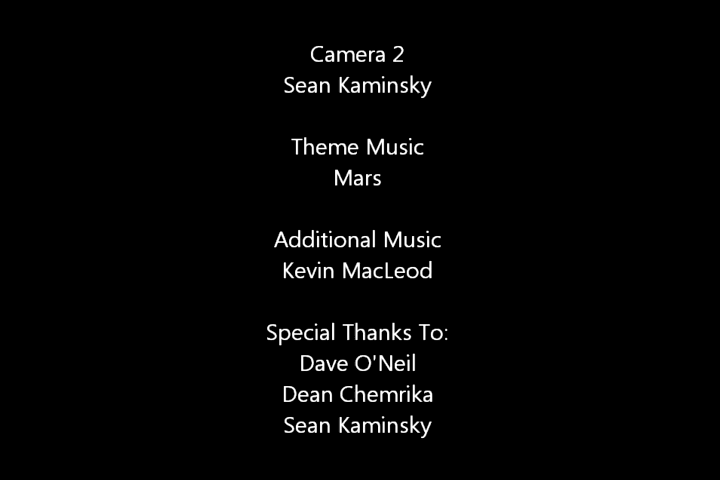 Camera 2
Sean Kaminsky
Theme Music
Mars
Additional Music
Kevin MacLeod
Special Thanks To:
Dave O'Neil
Dean Chemrika
Sean Kaminsky